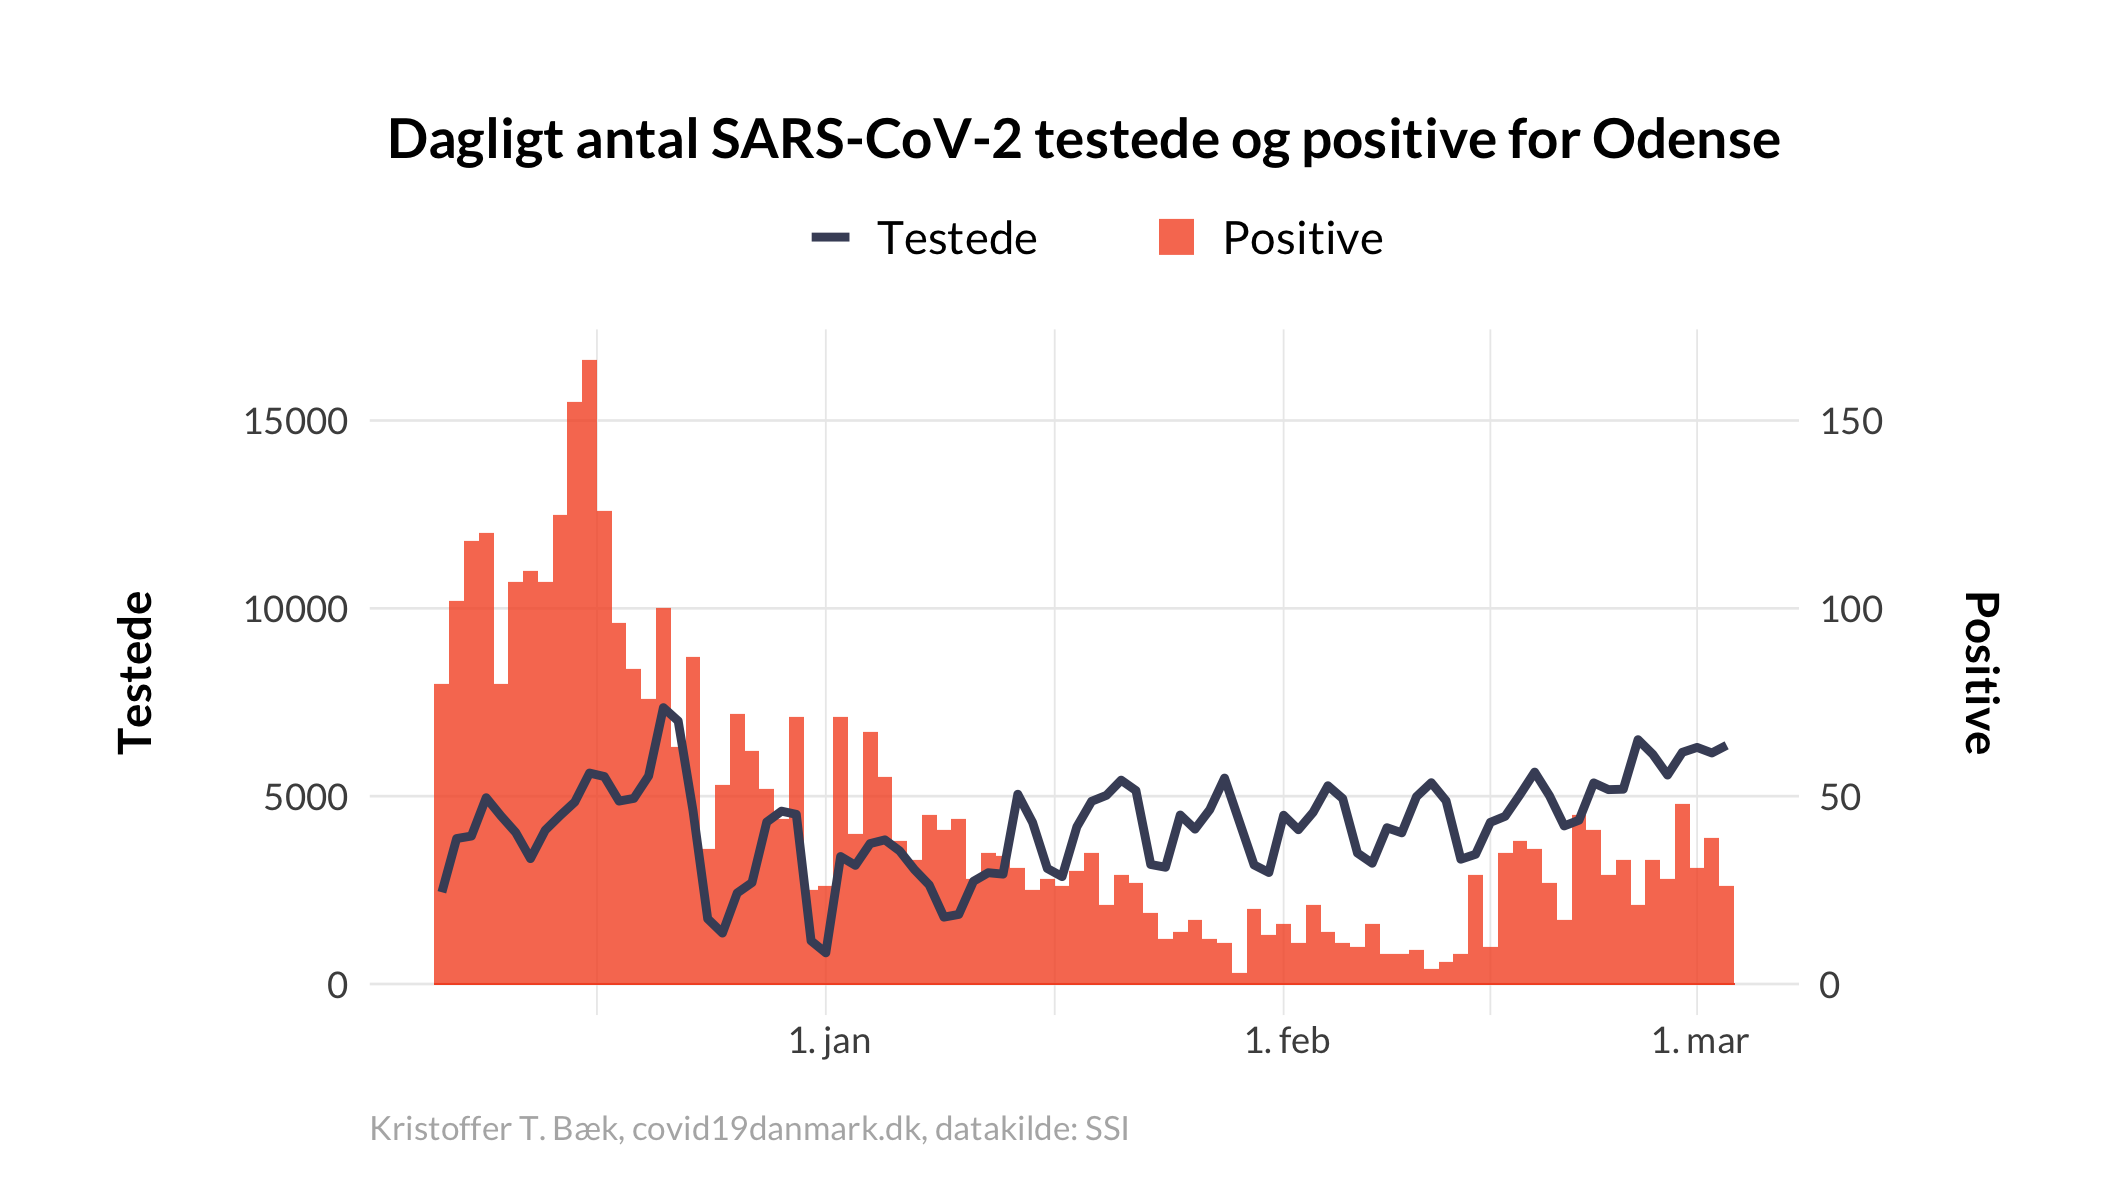 Dagligt antal SARS-CoV-2 testede og positive for Odense
Testede
Positive
15000
10000
5000
0
150
100
50
0
Testede
Positive
1. jan
1. feb
1. mar
Kristoffer T. Bæk, covid19danmark.dk, datakilde: SSI